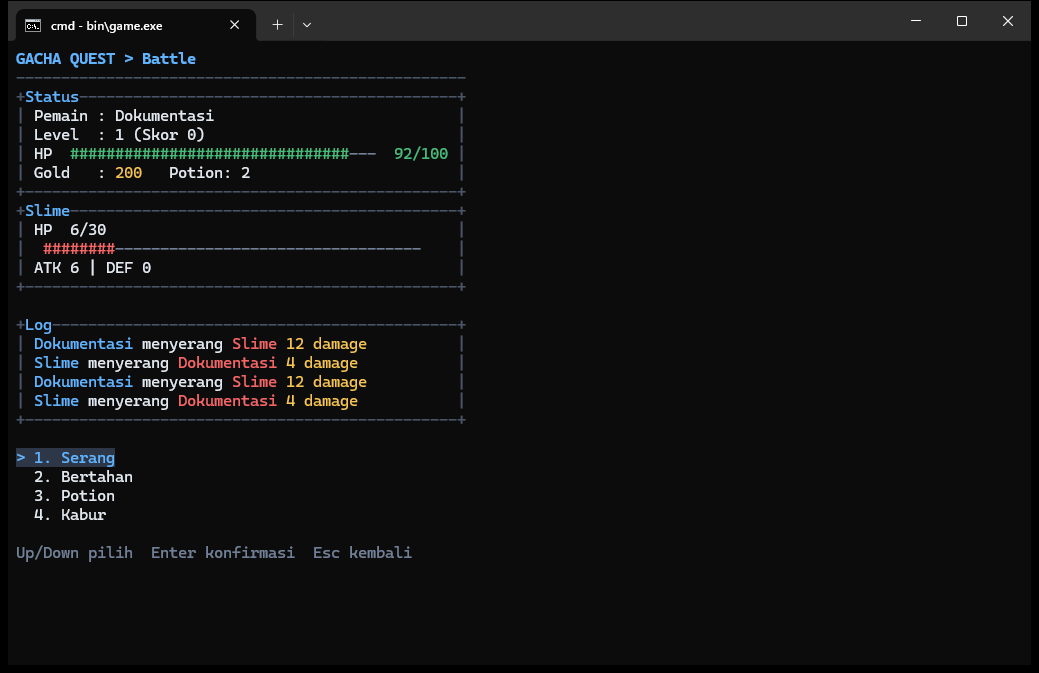 cmd - bin\game.exe
GACHA QUEST > Battle
--------------------------------------------------
+Status------------------------------------------+
| Pemain : Dokumentasi                           |
| Level  : 1 (Skor 0)                            |
| HP  ###############################---  92/100 |
| Gold   : 200   Potion: 2                       |
+------------------------------------------------+
+Slime-------------------------------------------+
| HP  6/30                                       |
|  ########----------------------------------    |
| ATK 6 | DEF 0                                  |
+------------------------------------------------+
+Log---------------------------------------------+
| Dokumentasi menyerang Slime 12 damage          |
| Slime menyerang Dokumentasi 4 damage           |
| Dokumentasi menyerang Slime 12 damage          |
| Slime menyerang Dokumentasi 4 damage           |
+------------------------------------------------+
> 1. Serang
  2. Bertahan
  3. Potion
  4. Kabur
Up/Down pilih  Enter konfirmasi  Esc kembali